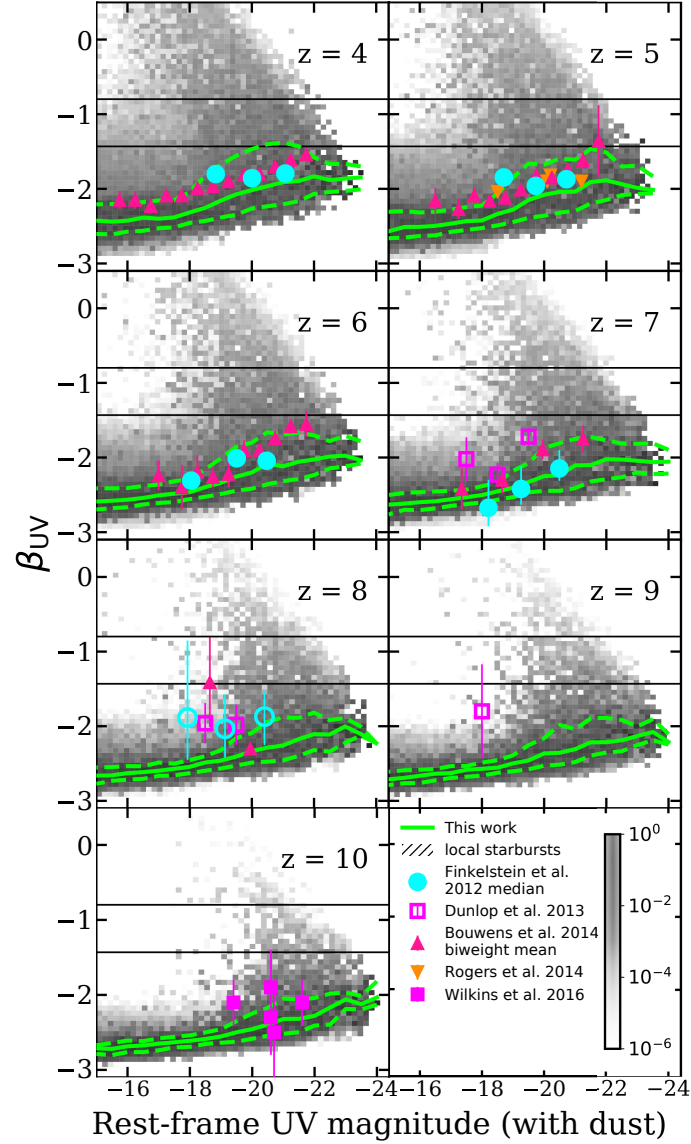 z = 4
z = 5
0
−1
−2
−3
z = 6
z = 7
0
−1
−2
−3
β_UV
z = 8
z = 9
0
−1
−2
−3
z = 10
0
−1
−2
−3
This work
local starbursts
Finkelstein et al.
2012 median
Dunlop et al. 2013
Bouwens et al. 2014
biweight mean
Rogers et al. 2014
Wilkins et al. 2016
10^0
10^−2
10^−4
10^−6
−16 −18 −20 −22 −16 −18 −20 −22 −24
Rest-frame UV magnitude (with dust)